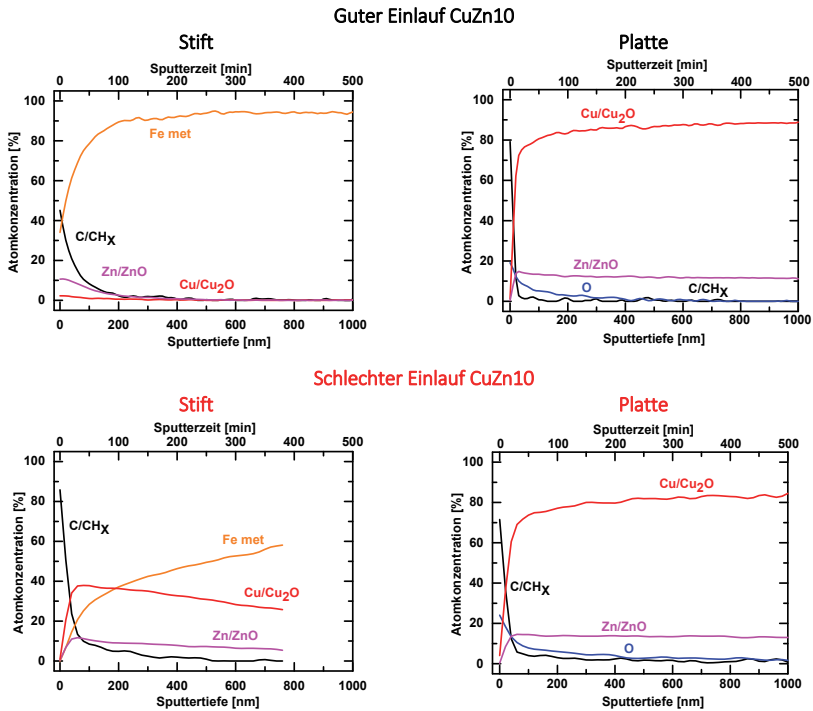 Guter Einlauf CuZn10
Stift
Sputterzeit [min]
0 100 200 300 400 500
Atomkonzentration [%]
100
80
60
40
20
0
Fe met
C/CHX
Zn/ZnO
Cu/Cu2O
0 200 400 600 800 1000
Sputtertiefe [nm]
Platte
Sputterzeit [min]
0 100 200 300 400 500
Atomkonzentration [%]
100
80
60
40
20
0
Cu/Cu2O
Zn/ZnO
O
C/CHX
0 200 400 600 800 1000
Sputtertiefe [nm]
Schlechter Einlauf CuZn10
Stift
Sputterzeit [min]
0 100 200 300 400 500
Atomkonzentration [%]
100
80
60
40
20
0
C/CHX
Fe met
Cu/Cu2O
Zn/ZnO
0 200 400 600 800 1000
Sputtertiefe [nm]
Platte
Sputterzeit [min]
0 100 200 300 400 500
Atomkonzentration [%]
100
80
60
40
20
0
Cu/Cu2O
C/CHX
Zn/ZnO
O
0 200 400 600 800 1000
Sputtertiefe [nm]